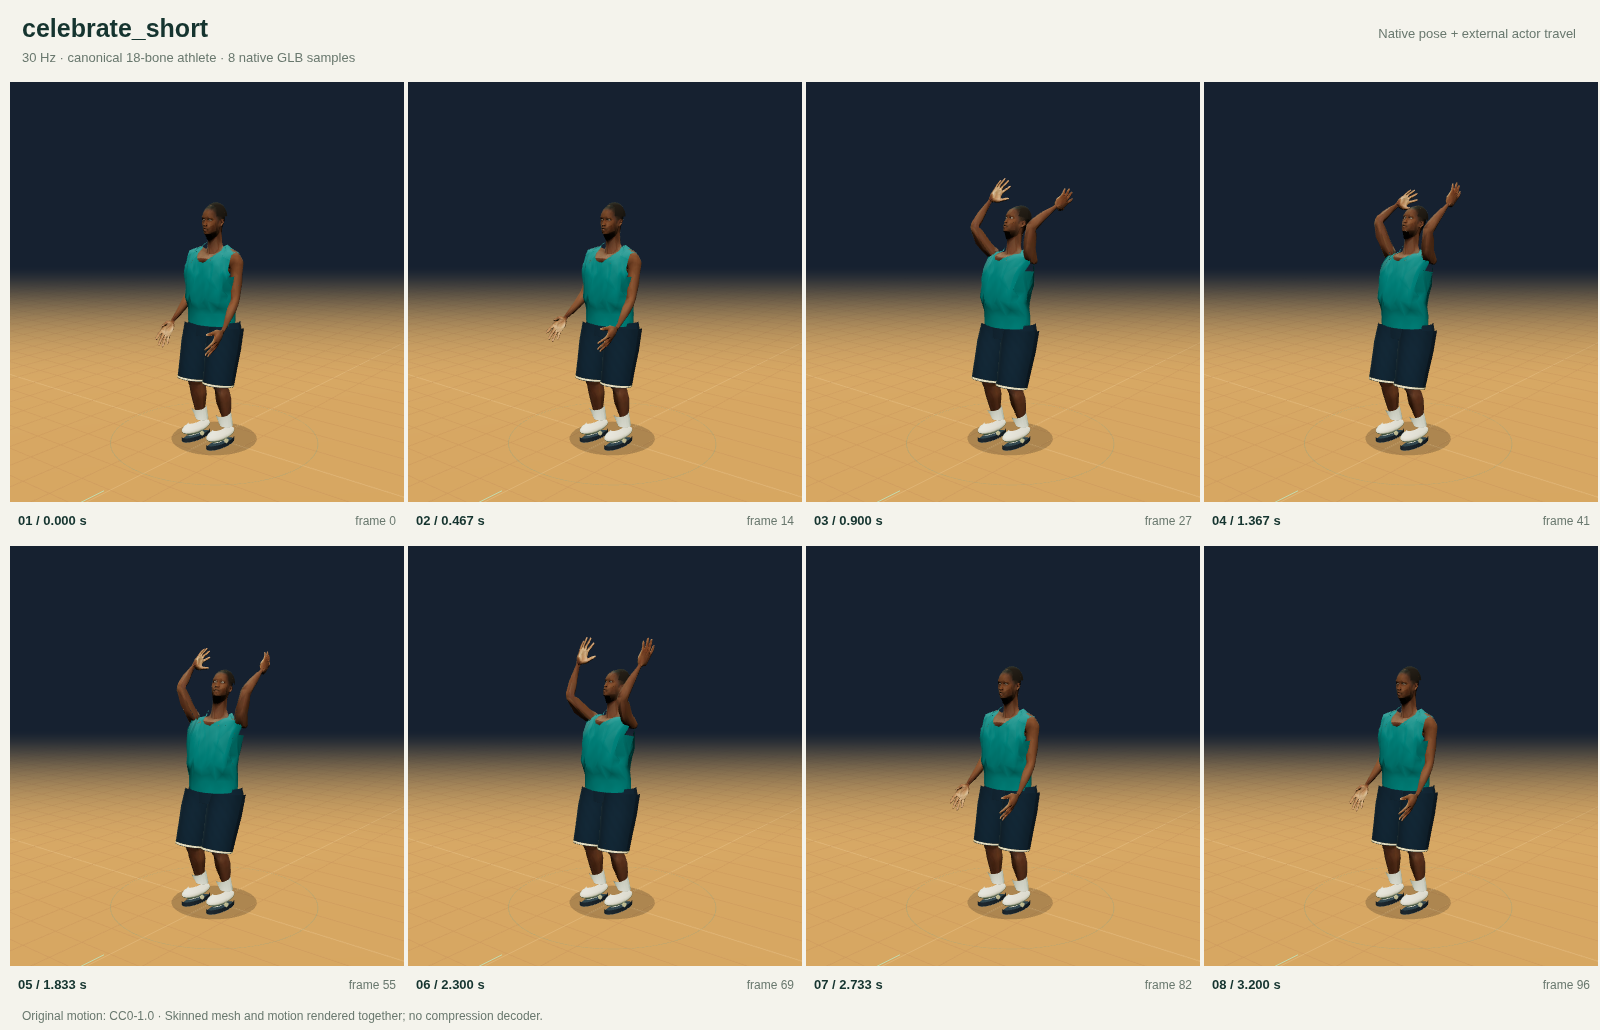 celebrate_short
Native pose + external actor travel
30 Hz · canonical 18-bone athlete · 8 native GLB samples
01 / 0.000 s frame 0
02 / 0.467 s frame 14
03 / 0.900 s frame 27
04 / 1.367 s frame 41
05 / 1.833 s frame 55
06 / 2.300 s frame 69
07 / 2.733 s frame 82
08 / 3.200 s frame 96
Original motion: CC0-1.0 · Skinned mesh and motion rendered together; no compression decoder.